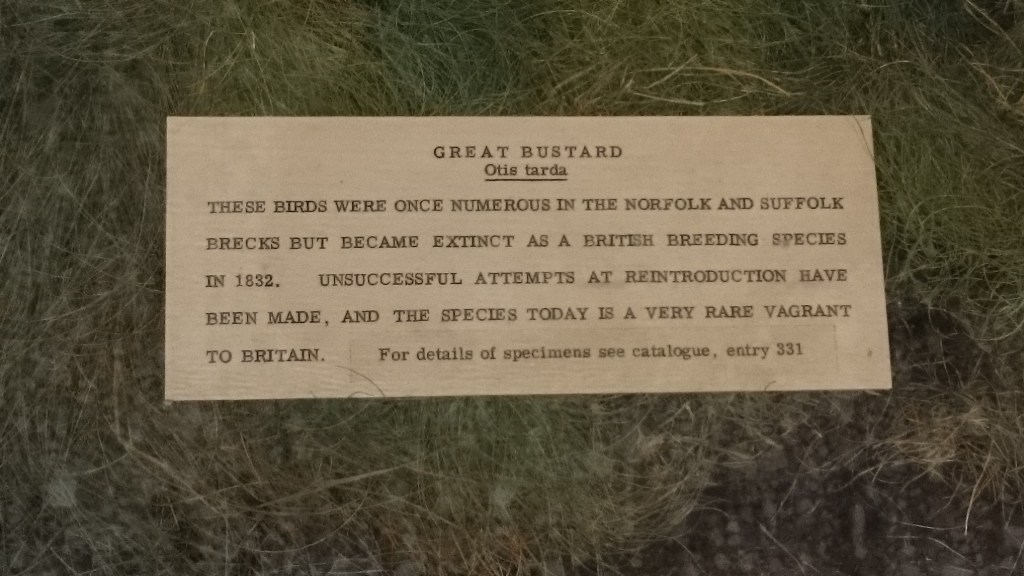 GREAT BUSTARD
Otis tarda
THESE BIRDS WERE ONCE NUMEROUS IN THE NORFOLK AND SUFFOLK
BRECKS BUT BECAME EXTINCT AS A BRITISH BREEDING SPECIES
IN 1832. UNSUCCESSFUL ATTEMPTS AT REINTRODUCTION HAVE
BEEN MADE, AND THE SPECIES TODAY IS A VERY RARE VAGRANT
TO BRITAIN. For details of specimens see catalogue, entry 331